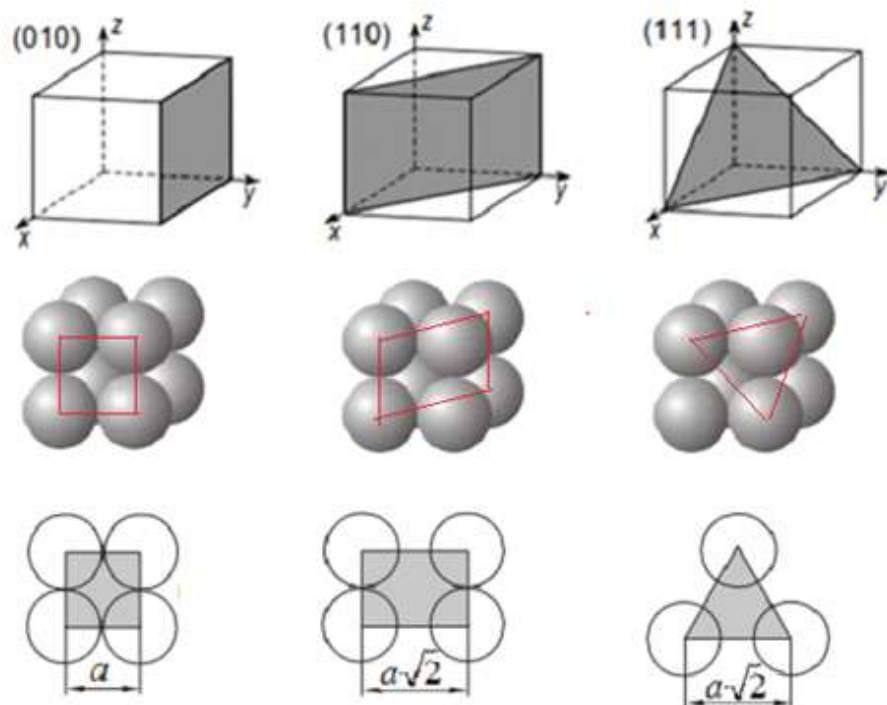 (010) z (110) z (111) z
x y x y x y
a a·√2 a·√2